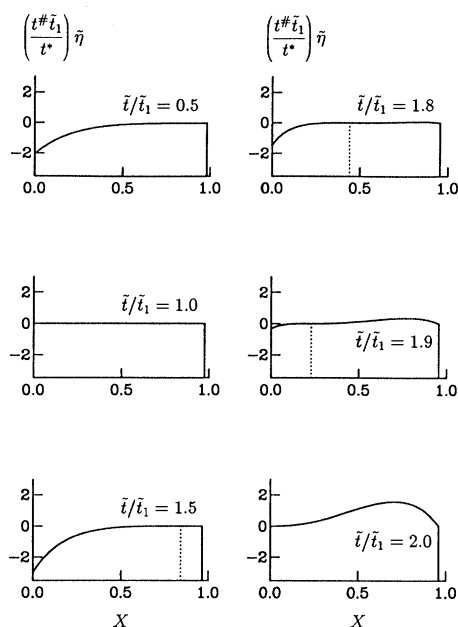 (t# t̃₁ / t*) η̃
(t# t̃₁ / t*) η̃
2
0
−2
t̃/t̃₁ = 0.5
0.0 0.5 1.0
2
0
−2
t̃/t̃₁ = 1.8
0.0 0.5 1.0
2
0
−2
t̃/t̃₁ = 1.0
0.0 0.5 1.0
2
0
−2
t̃/t̃₁ = 1.9
0.0 0.5 1.0
2
0
−2
t̃/t̃₁ = 1.5
0.0 0.5 1.0
X
2
0
−2
t̃/t̃₁ = 2.0
0.0 0.5 1.0
X